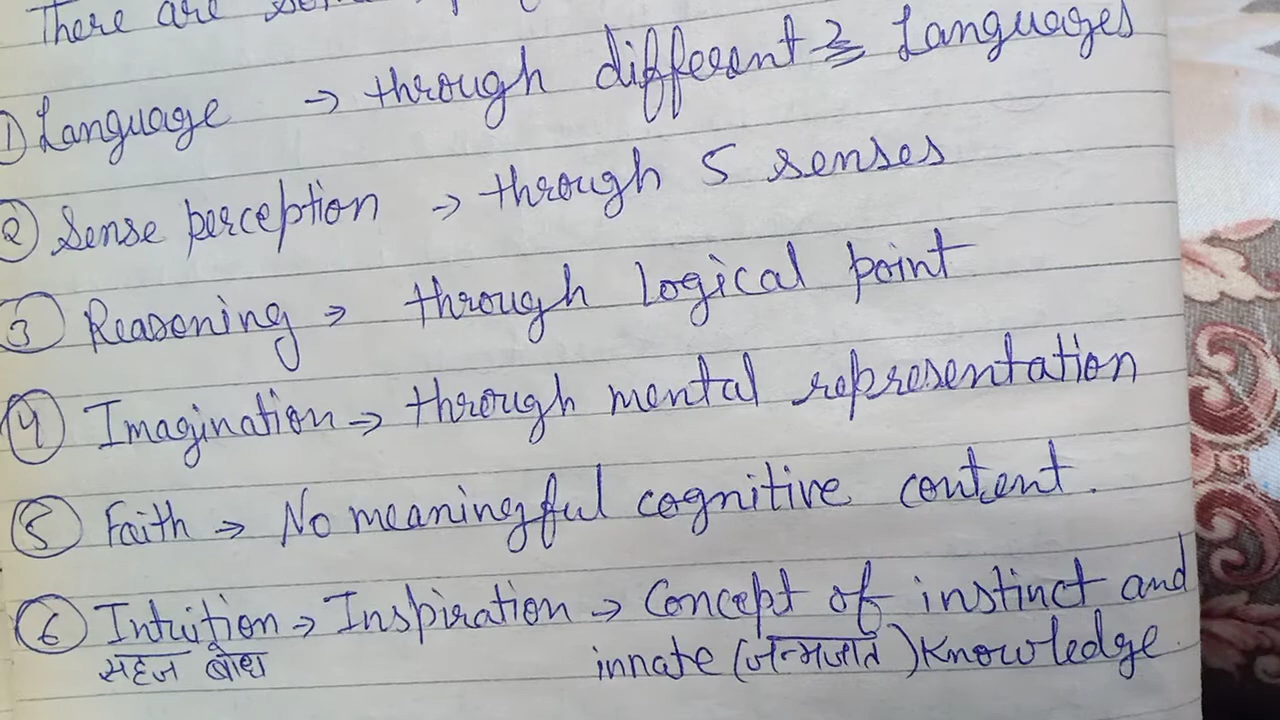 There are
① Language → through different Languages
② Sense perception → through 5 senses
③ Reasoning → through logical point
④ Imagination → through mental representation
⑤ Faith → No meaningful cognitive content.
⑥ Intuition → Inspiration → Concept of instinct and
सहज बोध innate (जन्मजात) Knowledge.